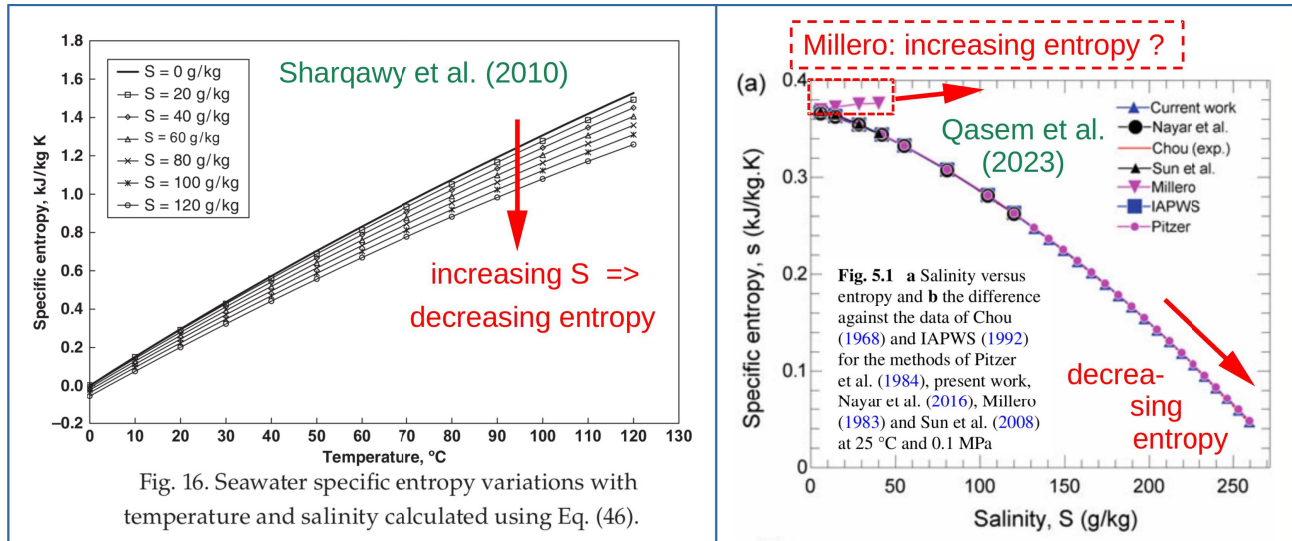 1.8
1.6
1.4
1.2
1.0
0.8
0.6
0.4
0.2
0.0
−0.2
Specific entropy, kJ/kg K
S = 0 g/kg
S = 20 g/kg
S = 40 g/kg
S = 60 g/kg
S = 80 g/kg
S = 100 g/kg
S = 120 g/kg
Sharqawy et al. (2010)
increasing S =>
decreasing entropy
0 10 20 30 40 50 60 70 80 90 100 110 120 130
Temperature, °C
Fig. 16. Seawater specific entropy variations with
temperature and salinity calculated using Eq. (46).
Millero: increasing entropy ?
(a)
0.4
0.3
0.2
0.1
0
Specific entropy, s (kJ/kg.K)
Qasem et al.
(2023)
Current work
Nayar et al.
Chou (exp.)
Sun et al.
Millero
IAPWS
Pitzer
Fig. 5.1 a Salinity versus
entropy and b the difference
against the data of Chou
(1968) and IAPWS (1992)
for the methods of Pitzer
et al. (1984), present work,
Nayar et al. (2016), Millero
(1983) and Sun et al. (2008)
at 25 °C and 0.1 MPa
decrea-
sing
entropy
0 50 100 150 200 250
Salinity, S (g/kg)